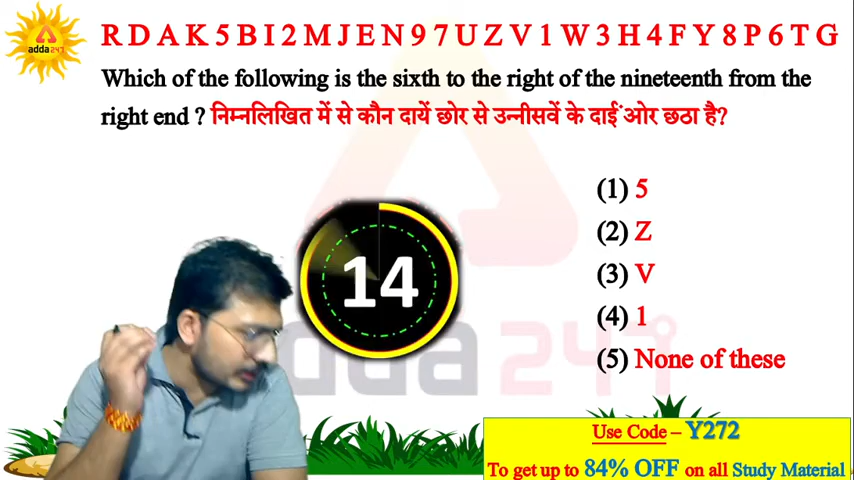 adda247
R D A K 5 B I 2 M J E N 9 7 U Z V 1 W 3 H 4 F Y 8 P 6 T G
Which of the following is the sixth to the right of the nineteenth from the
right end ? निम्नलिखित में से कौन दायें छोर से उन्नीसवें के दाईं ओर छठा है?
(1) 5
(2) Z
(3) V
(4) 1
(5) None of these
14
adda247
Use Code – Y272
To get up to 84% OFF on all Study Material